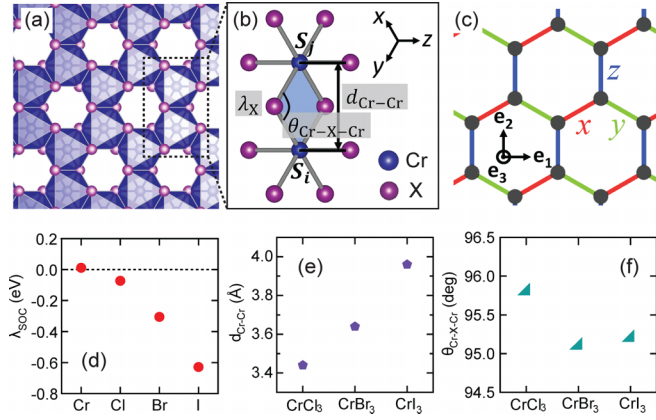 (a)
(b)
S_j
x
z
y
λ_X
d_Cr–Cr
θ_Cr–X–Cr
S_i
Cr
X
(c)
z
x
y
e_2
e_1
e_3
0.2
0.0
-0.2
-0.4
-0.6
-0.8
λ_SOC (eV)
(d)
Cr Cl Br I
4.0
3.8
3.6
3.4
d_Cr-Cr (Å)
(e)
CrCl_3 CrBr_3 CrI_3
96.5
96.0
95.5
95.0
94.5
θ_Cr-X-Cr (deg)
(f)
CrCl_3 CrBr_3 CrI_3